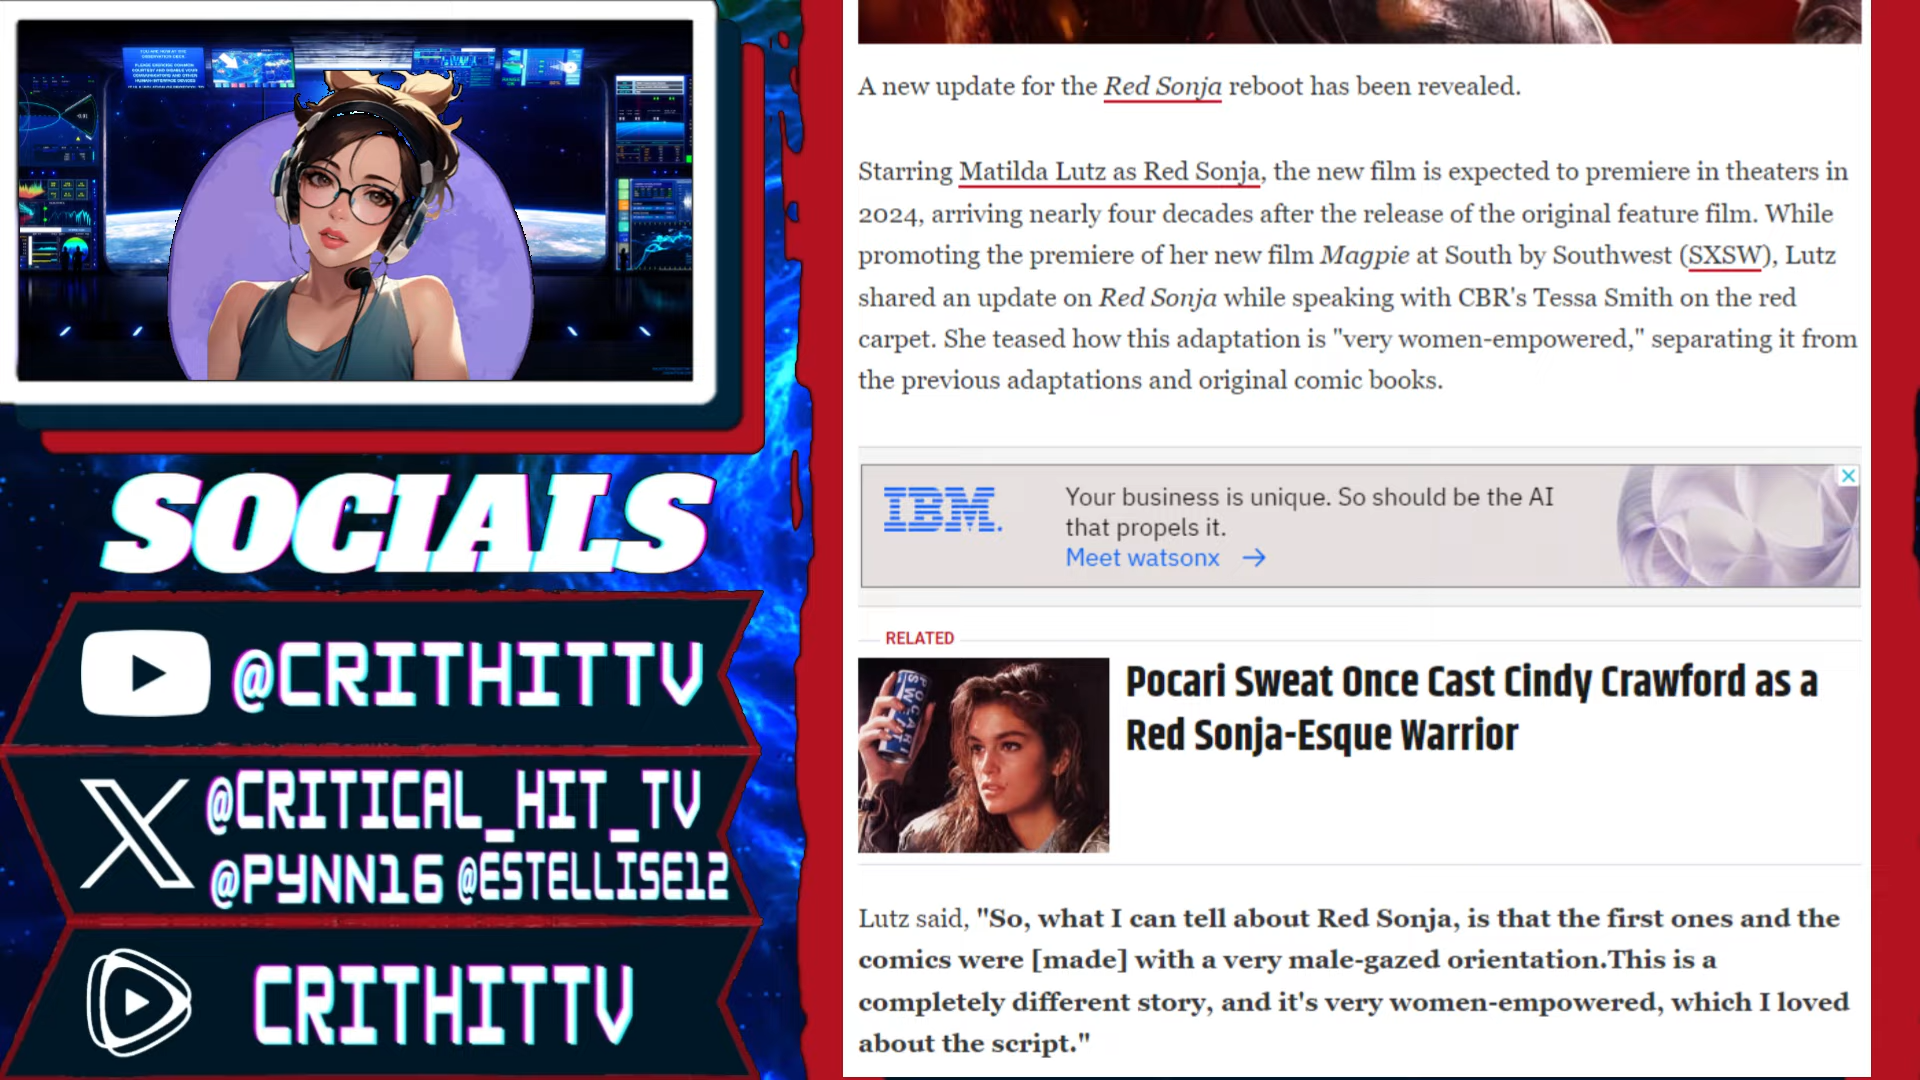 SOCIALS
@CRITHITTV
@CRITICAL_HIT_TV
@PYNN16 @ESTELLISE12
CRITHITTV
A new update for the Red Sonja reboot has been revealed.
Starring Matilda Lutz as Red Sonja, the new film is expected to premiere in theaters in
2024, arriving nearly four decades after the release of the original feature film. While
promoting the premiere of her new film Magpie at South by Southwest (SXSW), Lutz
shared an update on Red Sonja while speaking with CBR's Tessa Smith on the red
carpet. She teased how this adaptation is "very women-empowered," separating it from
the previous adaptations and original comic books.
IBM.
Your business is unique. So should be the AI
that propels it.
Meet watsonx →
RELATED
Pocari Sweat Once Cast Cindy Crawford as a
Red Sonja-Esque Warrior
Lutz said, "So, what I can tell about Red Sonja, is that the first ones and the
comics were [made] with a very male-gazed orientation.This is a
completely different story, and it's very women-empowered, which I loved
about the script."